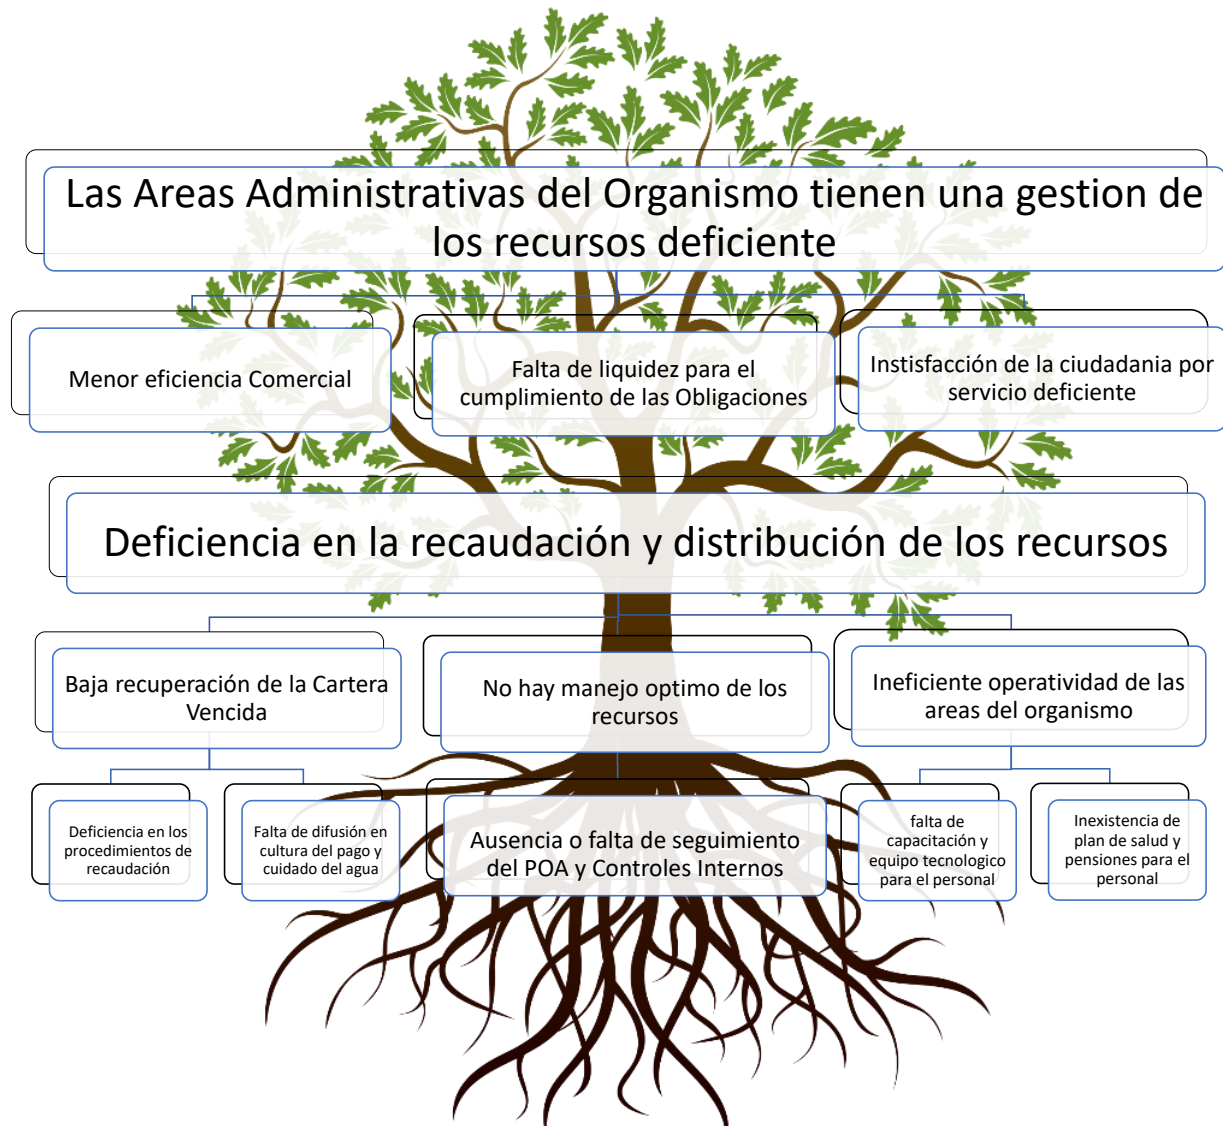 Las Areas Administrativas del Organismo tienen una gestion de
los recursos deficiente
Menor eficiencia Comercial
Falta de liquidez para el
cumplimiento de las Obligaciones
Instisfacción de la ciudadania por
servicio deficiente
Deficiencia en la recaudación y distribución de los recursos
Baja recuperación de la Cartera
Vencida
No hay manejo optimo de los
recursos
Ineficiente operatividad de las
areas del organismo
Deficiencia en los
procedimientos de
recaudación
Falta de difusión en
cultura del pago y
cuidado del agua
Ausencia o falta de seguimiento
del POA y Controles Internos
falta de
capacitación y
equipo tecnologico
para el personal
Inexistencia de
plan de salud y
pensiones para el
personal